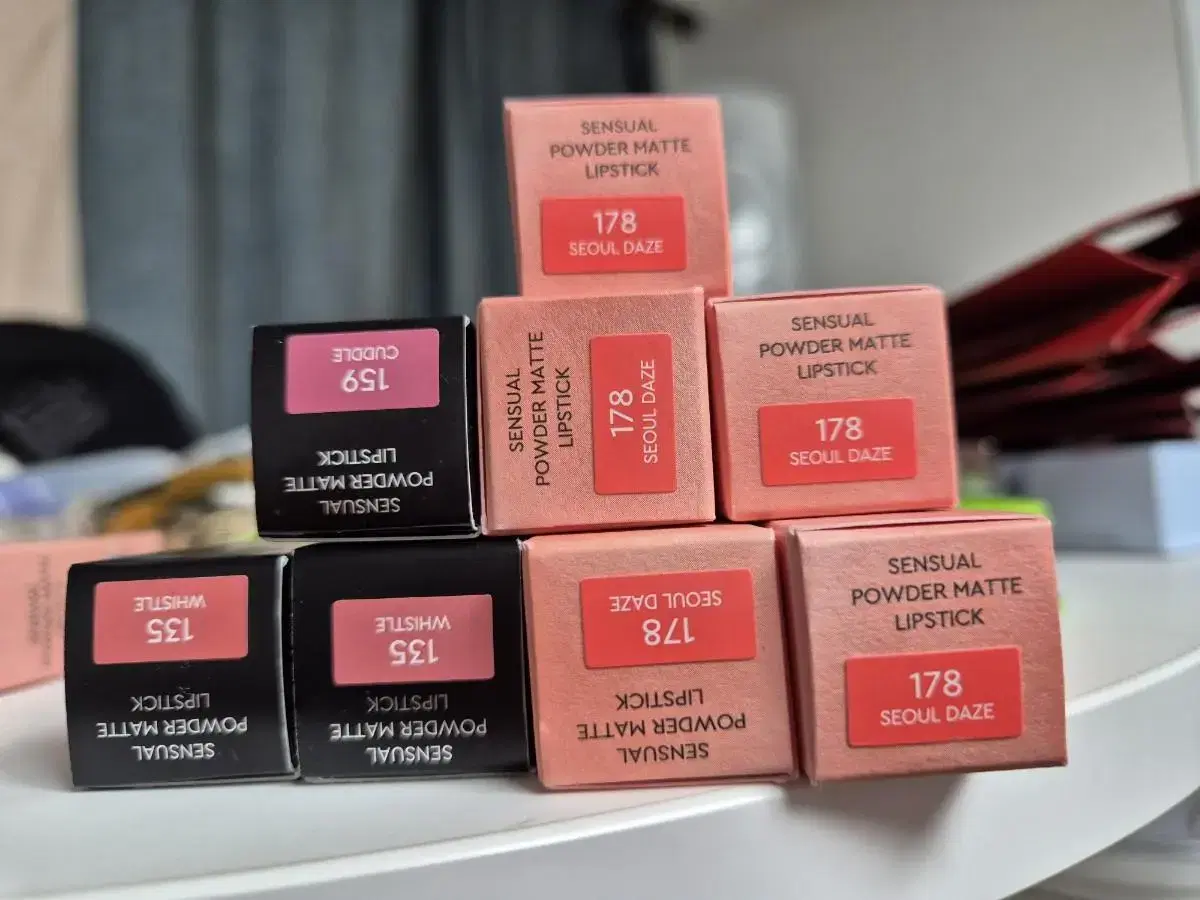 SENSUAL
POWDER MATTE
LIPSTICK
178
SEOUL DAZE
SENSUAL
POWDER MATTE
LIPSTICK
159
CUDDLE
SENSUAL
POWDER MATTE
LIPSTICK
178
SEOUL DAZE
SENSUAL
POWDER MATTE
LIPSTICK
178
SEOUL DAZE
SENSUAL
POWDER MATTE
LIPSTICK
135
WHISTLE
SENSUAL
POWDER MATTE
LIPSTICK
135
WHISTLE
SENSUAL
POWDER MATTE
LIPSTICK
178
SEOUL DAZE
SENSUAL
POWDER MATTE
LIPSTICK
178
SEOUL DAZE